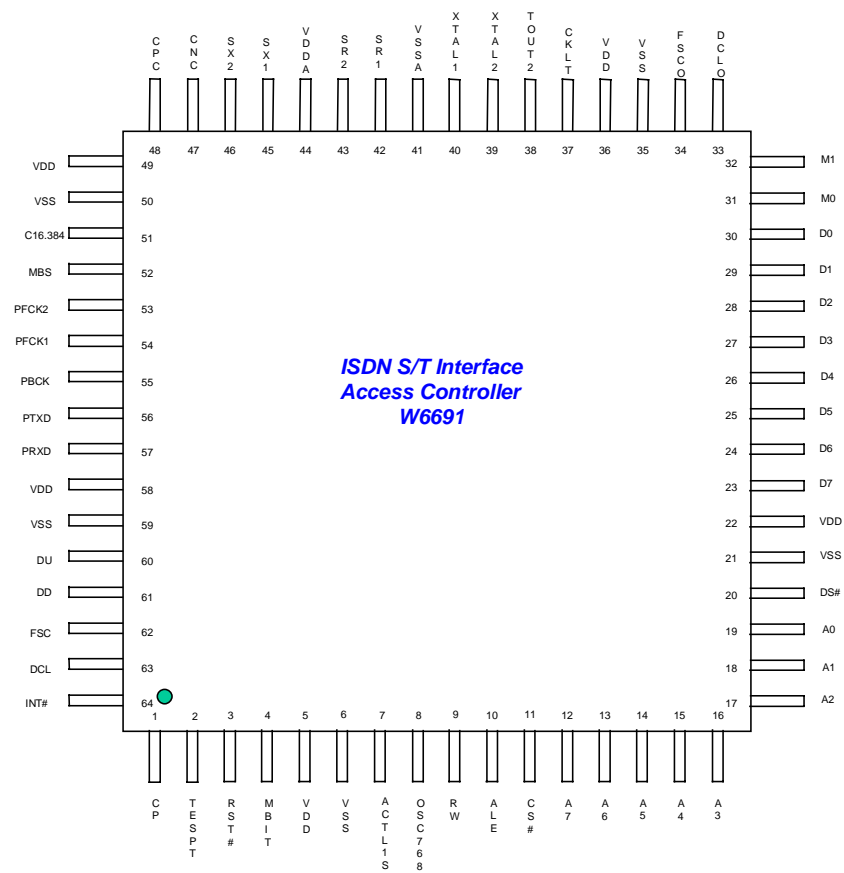 CPC CNC SX2 SX1 VDDA SR2 SR1 VSSA XTAL1 XTAL2 TOUT2 CKLT VDD VSS FSCO DCLO
48 47 46 45 44 43 42 41 40 39 38 37 36 35 34 33
VDD 49 32 M1
VSS 50 31 M0
C16.384 51 30 D0
MBS 52 29 D1
PFCK2 53 28 D2
PFCK1 54 27 D3
ISDN S/T Interface
PBCK 55 26 D4
Access Controller
W6691
PTXD 56 25 D5
PRXD 57 24 D6
VDD 58 23 D7
VSS 59 22 VDD
DU 60 21 VSS
DD 61 20 DS#
FSC 62 19 A0
DCL 63 18 A1
INT# 64 17 A2
1 2 3 4 5 6 7 8 9 10 11 12 13 14 15 16
CP TESPT RST# MBIT VDD VSS ACTL1S OSC768 RW ALE CS# A7 A6 A5 A4 A3